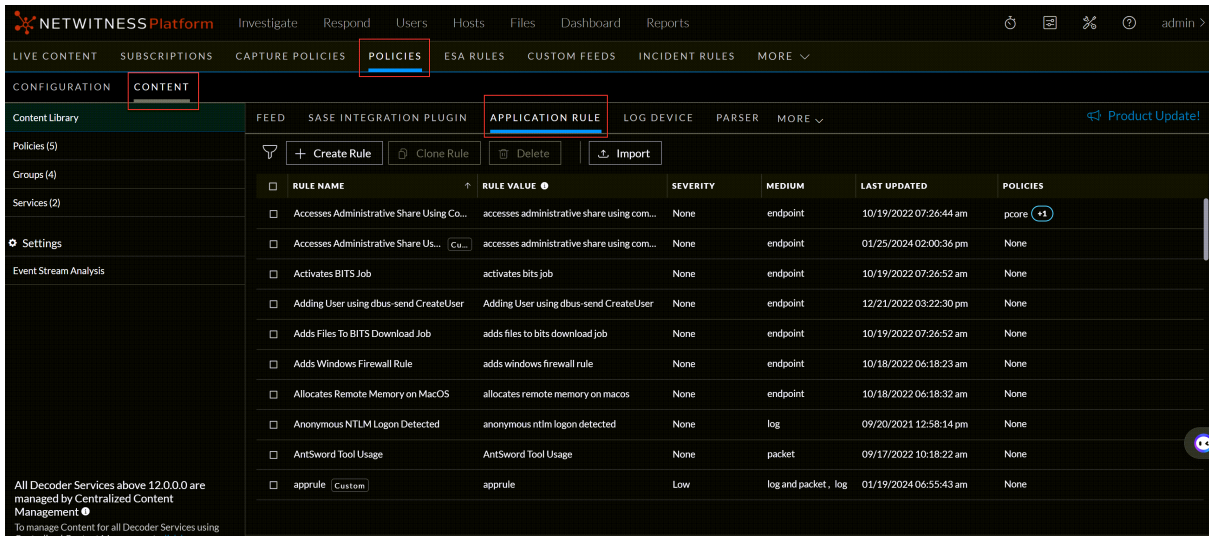 NETWITNESS Platform Investigate Respond Users Hosts Files Dashboard Reports admin >
LIVE CONTENT SUBSCRIPTIONS CAPTURE POLICIES POLICIES ESA RULES CUSTOM FEEDS INCIDENT RULES MORE
CONFIGURATION CONTENT
Content Library
Policies (5)
Groups (4)
Services (2)
Settings
Event Stream Analysis
All Decoder Services above 12.0.0.0 are
managed by Centralized Content
Management
To manage Content for all Decoder Services using
FEED SASE INTEGRATION PLUGIN APPLICATION RULE LOG DEVICE PARSER MORE Product Update!
+ Create Rule Clone Rule Delete Import
RULE NAME ↑ RULE VALUE SEVERITY MEDIUM LAST UPDATED POLICIES
Accesses Administrative Share Using Co... accesses administrative share using com... None endpoint 10/19/2022 07:26:44 am pcore +1
Accesses Administrative Share Us... Cu... accesses administrative share using com... None endpoint 01/25/2024 02:00:36 pm None
Activates BITS Job activates bits job None endpoint 10/19/2022 07:26:52 am None
Adding User using dbus-send CreateUser Adding User using dbus-send CreateUser None endpoint 12/21/2022 03:22:30 pm None
Adds Files To BITS Download Job adds files to bits download job None endpoint 10/19/2022 07:26:52 am None
Adds Windows Firewall Rule adds windows firewall rule None endpoint 10/18/2022 06:18:23 am None
Allocates Remote Memory on MacOS allocates remote memory on macos None endpoint 10/18/2022 06:18:32 am None
Anonymous NTLM Logon Detected anonymous ntlm logon detected None log 09/20/2021 12:58:14 pm None
AntSword Tool Usage AntSword Tool Usage None packet 09/17/2022 10:18:22 am None
apprule Custom apprule Low log and packet , log 01/19/2024 06:55:43 am None